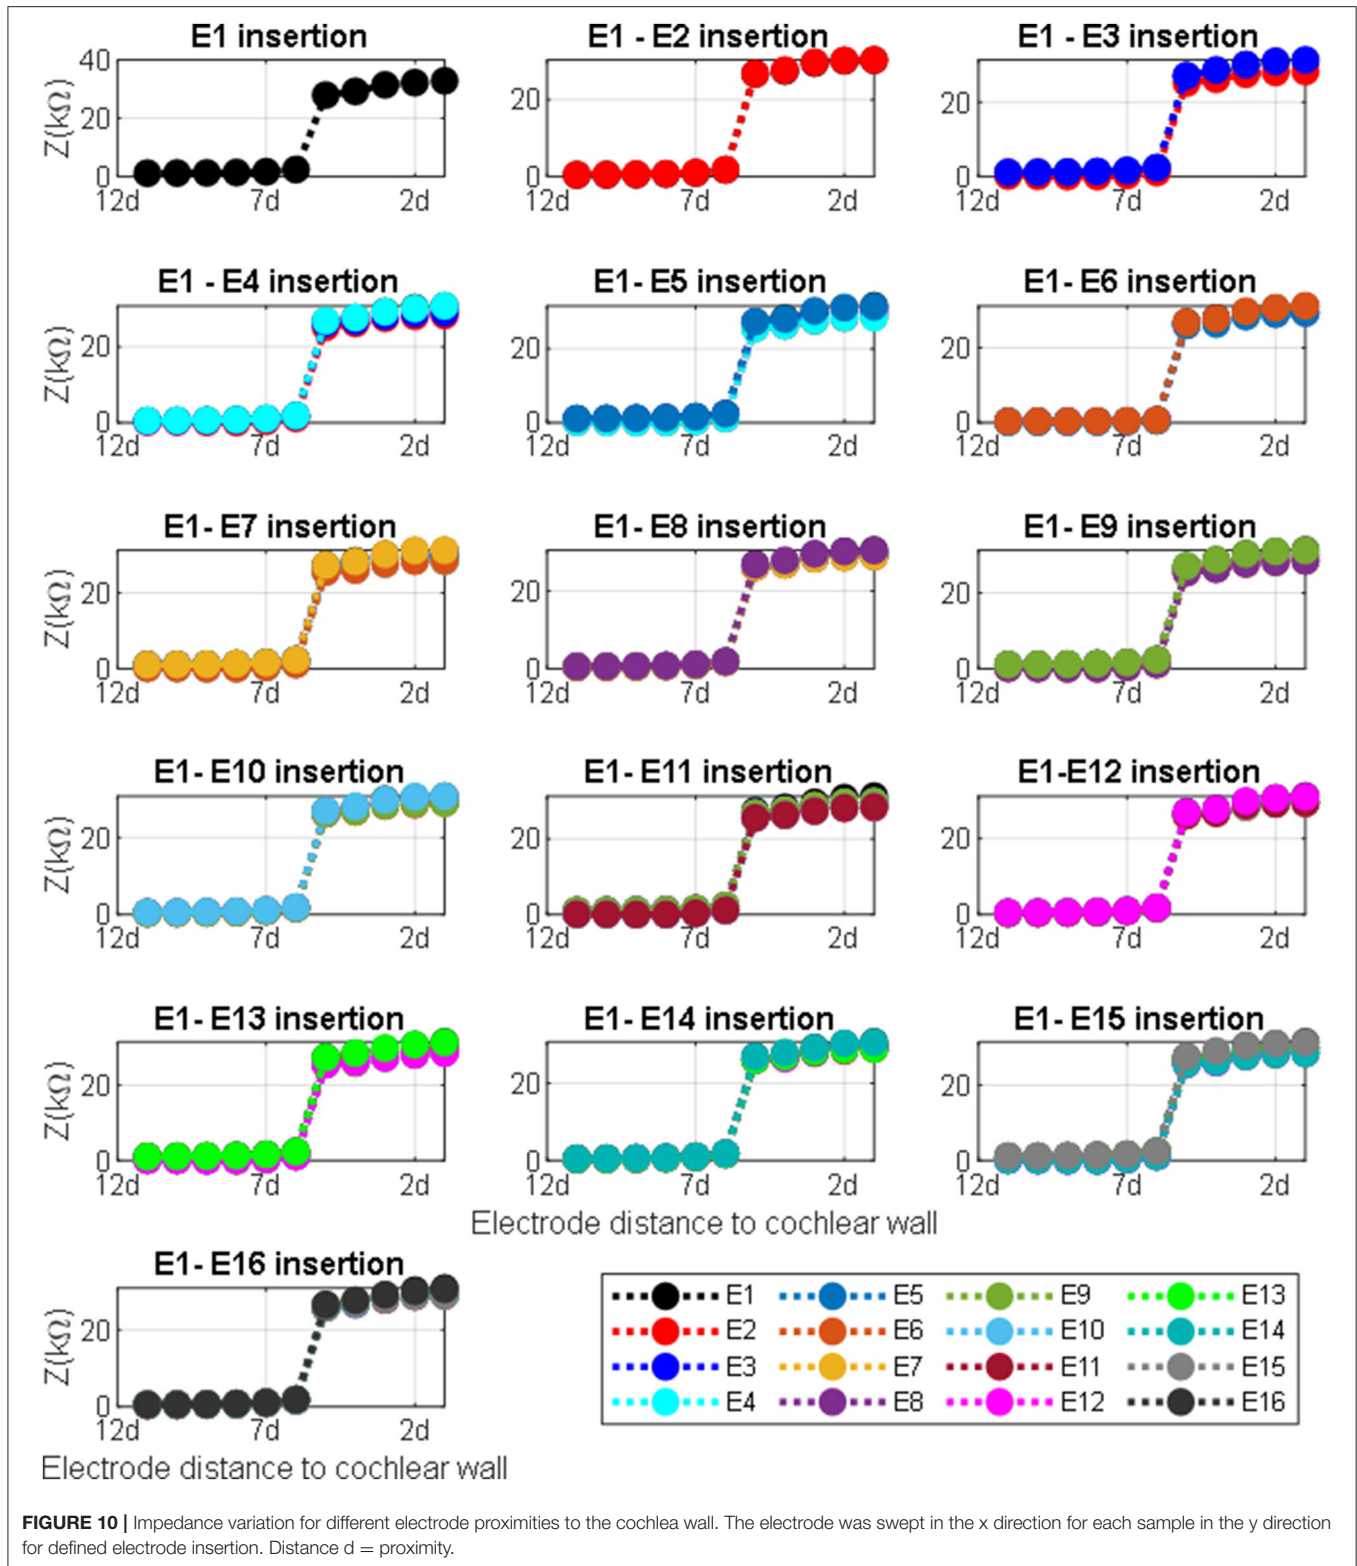 E1 insertion
E1 - E2 insertion
E1 - E3 insertion
Z(kΩ)
40
20
0
12d
7d
2d
20
0
12d
7d
2d
20
0
12d
7d
2d
E1 - E4 insertion
E1- E5 insertion
E1- E6 insertion
Z(kΩ)
20
0
12d
7d
2d
20
0
12d
7d
2d
20
0
12d
7d
2d
E1- E7 insertion
E1- E8 insertion
E1- E9 insertion
Z(kΩ)
20
0
12d
7d
2d
20
0
12d
7d
2d
20
0
12d
7d
2d
E1- E10 insertion
E1- E11 insertion
E1-E12 insertion
Z(kΩ)
20
0
12d
7d
2d
20
0
12d
7d
2d
20
0
12d
7d
2d
E1- E13 insertion
E1- E14 insertion
E1- E15 insertion
Z(kΩ)
20
0
12d
7d
2d
20
0
12d
7d
2d
20
0
12d
7d
2d
Electrode distance to cochlear wall
E1- E16 insertion
Z(kΩ)
20
0
12d
7d
2d
Electrode distance to cochlear wall
E1 E5 E9 E13
E2 E6 E10 E14
E3 E7 E11 E15
E4 E8 E12 E16
FIGURE 10 | Impedance variation for different electrode proximities to the cochlea wall. The electrode was swept in the x direction for each sample in the y direction
for defined electrode insertion. Distance d = proximity.